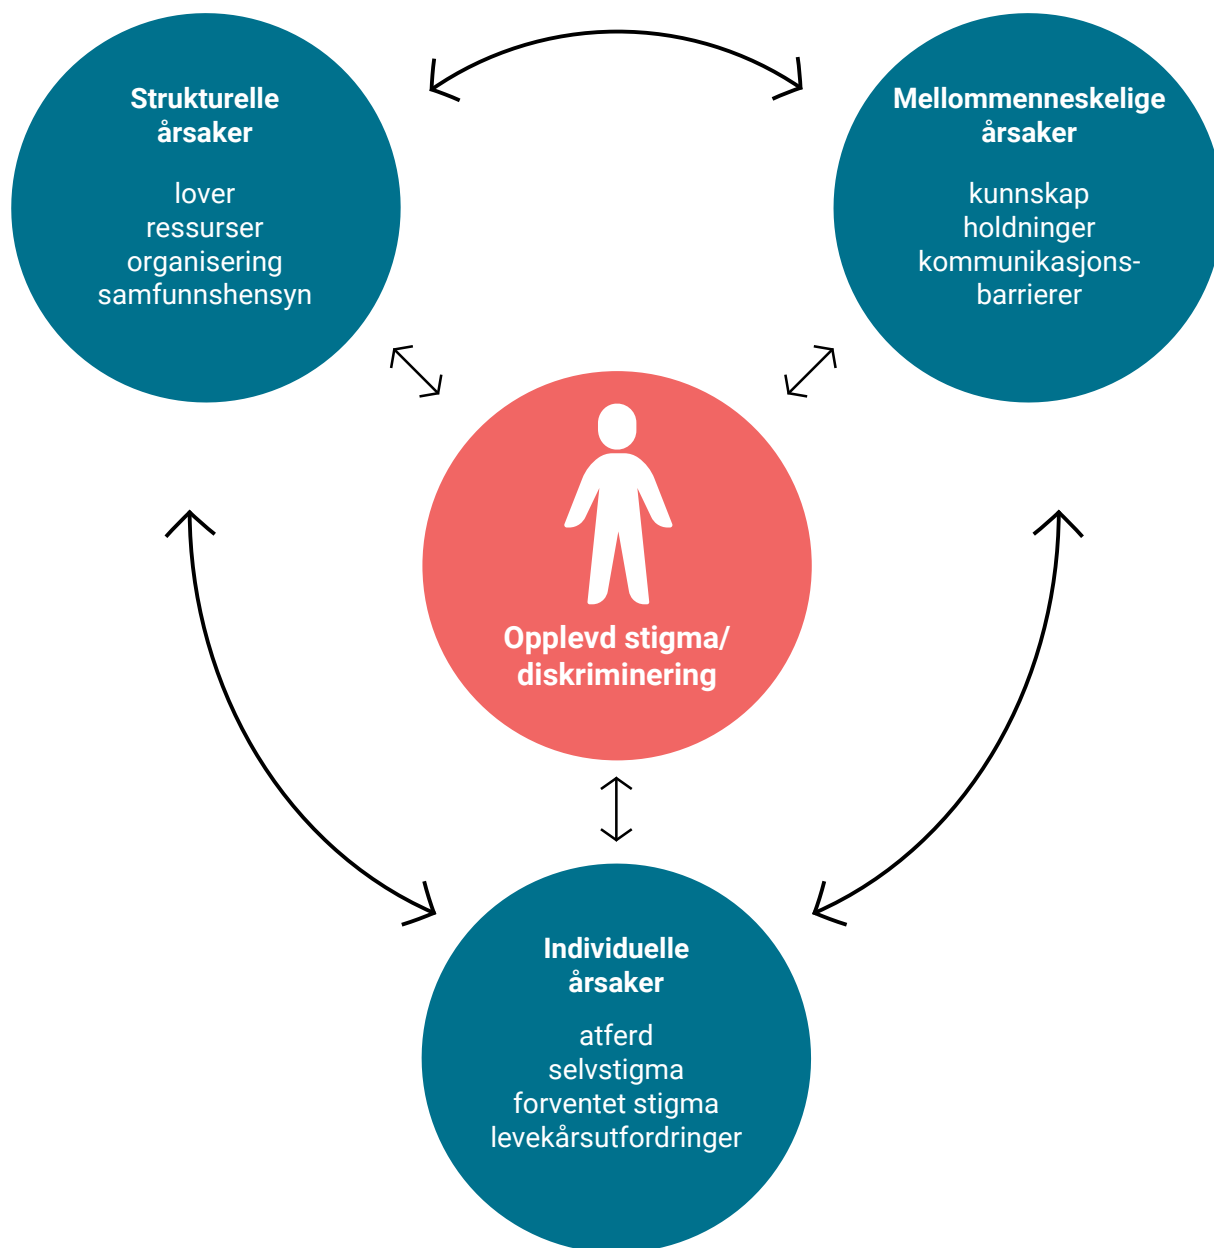 Strukturelle
årsaker
lover
ressurser
organisering
samfunnshensyn
Mellommenneskelige
årsaker
kunnskap
holdninger
kommunikasjons-
barrierer
Opplevd stigma/
diskriminering
Individuelle
årsaker
atferd
selvstigma
forventet stigma
levekårsutfordringer